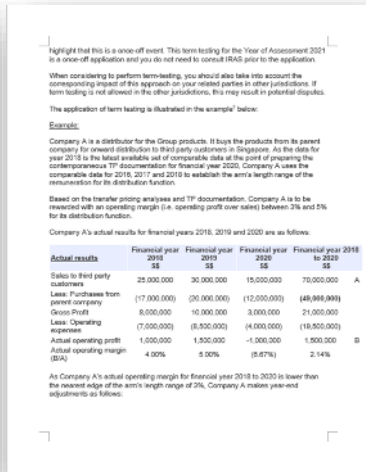 highlight that this is a once-off event. This term testing for the Year of Assessment 2021
is a once-off application and you do not need to consult IRAS prior to the application.
When considering to perform term-testing, you should also take into account the
corresponding impact of this approach on your related parties in other jurisdictions. If
term testing is not allowed in the other jurisdictions, this may result in potential disputes.
The application of term testing is illustrated in the example below:
Example:
Company A is a distributor for the Group products. It buys the products from its parent
company for onward distribution to third party customers in Singapore. As the data for
year 2018 is the latest available set of comparable data at the point of preparing the
contemporaneous TP documentation for financial year 2020, Company A uses the
comparable data for 2016, 2017 and 2018 to establish the arm's length range of the
remuneration for its distribution function.
Based on the transfer pricing analyses and TP documentation, Company A is to be
rewarded with an operating margin (i.e. operating profit over sales) between 3% and 5%
for its distribution function.
Company A's actual results for financial years 2018, 2019 and 2020 are as follows:
Actual results Financial year 2018 S$ Financial year 2019 S$ Financial year 2020 S$ Financial year 2018 to 2020 S$
Sales to third party customers 25,000,000 30,000,000 15,000,000 70,000,000 A
Less: Purchases from parent company (17,000,000) (20,000,000) (12,000,000) (49,000,000)
Gross Profit 8,000,000 10,000,000 3,000,000 21,000,000
Less: Operating expenses (7,000,000) (8,500,000) (4,000,000) (19,500,000)
Actual operating profit 1,000,000 1,500,000 -1,000,000 1,500,000 B
Actual operating margin (B/A) 4.00% 5.00% (6.67%) 2.14%
As Company A's actual operating margin for financial year 2018 to 2020 is lower than
the nearest edge of the arm's length range of 3%, Company A makes year-end
adjustments as follows: